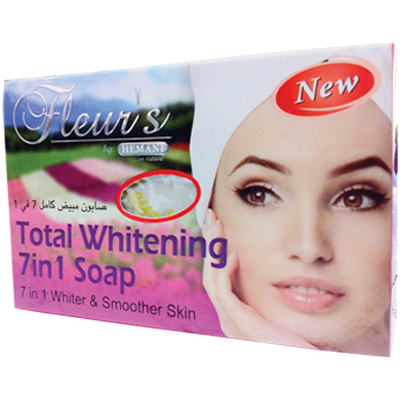 New
Fleur's
by HEMANI
صابون مبيض كامل 7 في 1
Total Whitening
7in1 Soap
7 in 1 Whiter & Smoother Skin